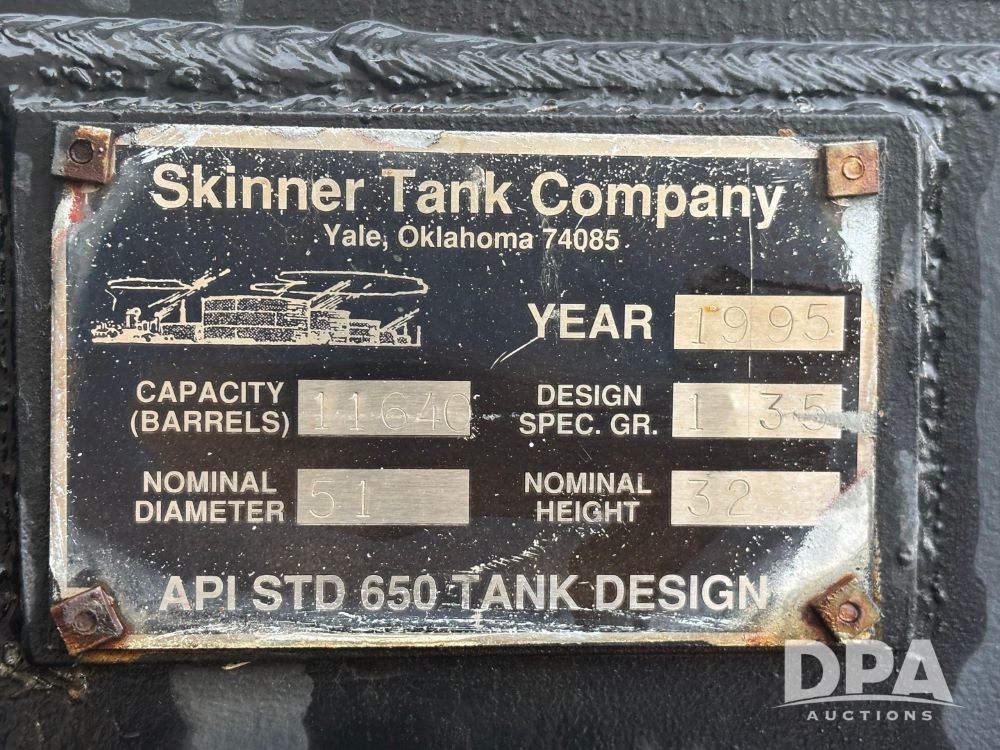 Skinner Tank Company
Yale, Oklahoma 74085
YEAR 1995
CAPACITY (BARRELS) 11640
DESIGN SPEC. GR. 1 35
NOMINAL DIAMETER 51
NOMINAL HEIGHT 32
API STD 650 TANK DESIGN
DPA
AUCTIONS